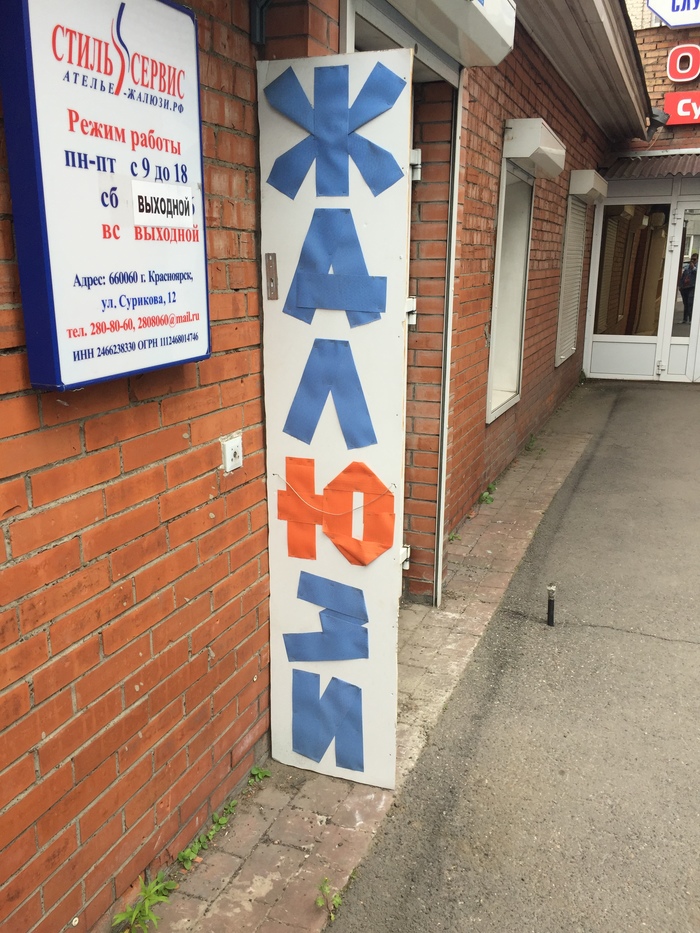 СТИЛЬ СЕРВИС
АТЕЛЬЕ-ЖАЛЮЗИ.РФ
Режим работы
пн-пт с 9 до 18
сб ВЫХОДНОЙ
вс выходной
Адрес: 660060 г. Красноярск,
ул. Сурикова, 12
тел. 280-80-60, 2808060@mail.ru
ИНН 2466238330 ОГРН 1112468014746
Ж
А
Л
Ю
З
И